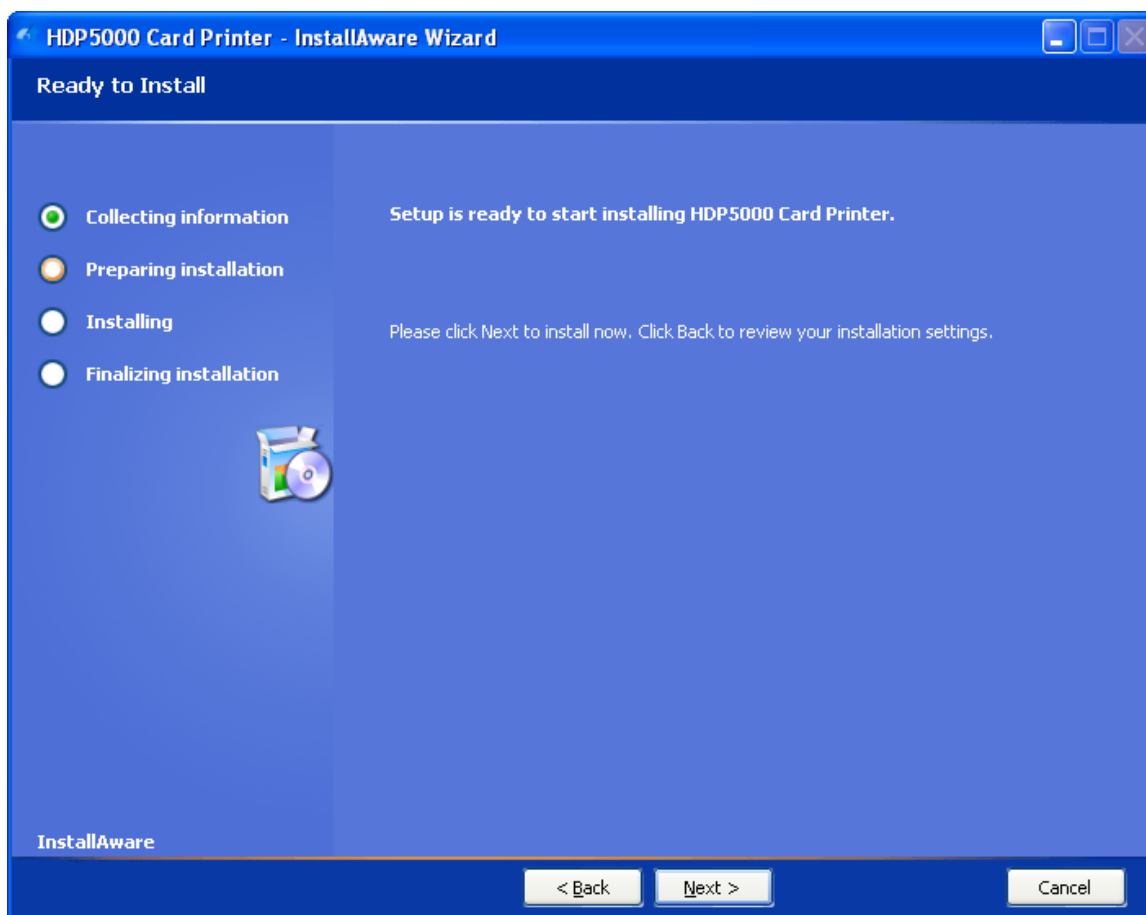 HDP5000 Card Printer - InstallAware Wizard
Ready to Install
Collecting information
Preparing installation
Installing
Finalizing installation
Setup is ready to start installing HDP5000 Card Printer.
Please click Next to install now. Click Back to review your installation settings.
InstallAware
< Back
Next >
Cancel